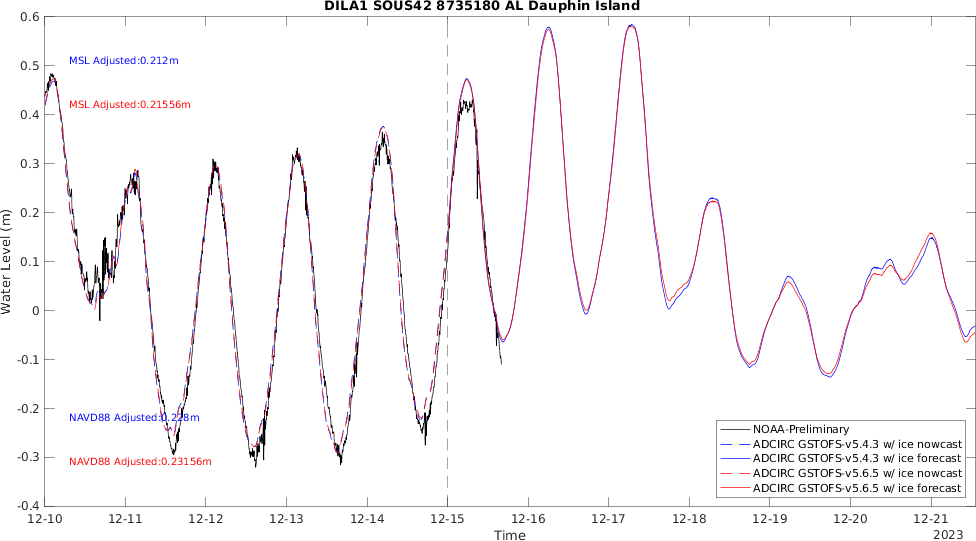 DILA1 SOUS42 8735180 AL Dauphin Island
0.6
0.5
0.4
0.3
0.2
0.1
0
-0.1
-0.2
-0.3
-0.4
Water Level (m)
MSL Adjusted:0.212m
MSL Adjusted:0.21556m
NAVD88 Adjusted:0.228m
NAVD88 Adjusted:0.23156m
NOAA-Preliminary
ADCIRC GSTOFS-v5.4.3 w/ ice nowcast
ADCIRC GSTOFS-v5.4.3 w/ ice forecast
ADCIRC GSTOFS-v5.6.5 w/ ice nowcast
ADCIRC GSTOFS-v5.6.5 w/ ice forecast
12-10 12-11 12-12 12-13 12-14 12-15 12-16 12-17 12-18 12-19 12-20 12-21
Time
2023